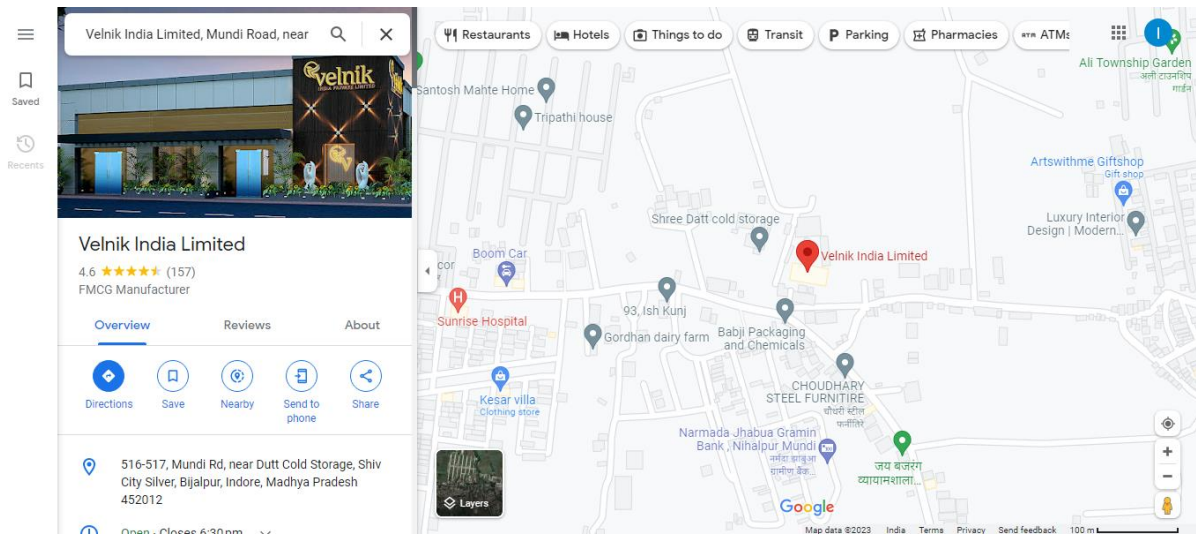 Velnik India Limited, Mundi Road, near
Saved
Recents
velnik
INDIA PRIVATE LIMITED
Velnik India Limited
4.6 ★★★★★ (157)
FMCG Manufacturer
Overview
Reviews
About
Directions
Save
Nearby
Send to
phone
Share
516-517, Mundi Rd, near Dutt Cold Storage, Shiv
City Silver, Bijalpur, Indore, Madhya Pradesh
452012
Open · Closes 6:30 pm
Restaurants
Hotels
Things to do
Transit
P Parking
Pharmacies
ATM ATMs
I
Ali Township Garden
अली टाउनशिप
गार्डन
Santosh Mahte Home
Tripathi house
Artswithme Giftshop
Gift shop
Shree Datt cold storage
Luxury Interior
Design | Modern...
Boom Car
cor
Velnik India Limited
H
Sunrise Hospital
93, Ish Kunj
Gordhan dairy farm
Babji Packaging
and Chemicals
Kesar villa
Clothing store
CHOUDHARY
STEEL FURNITIRE
चौधरी स्टील
फर्नीतिरे
Narmada Jhabua Gramin
Bank , Nihalpur Mundi
नर्मदा झाबुआ
ग्रामीण बैंक...
जय बजरंग
व्यायामशाला...
Layers
Google
Map data ©2023 India Terms Privacy Send feedback 100 m